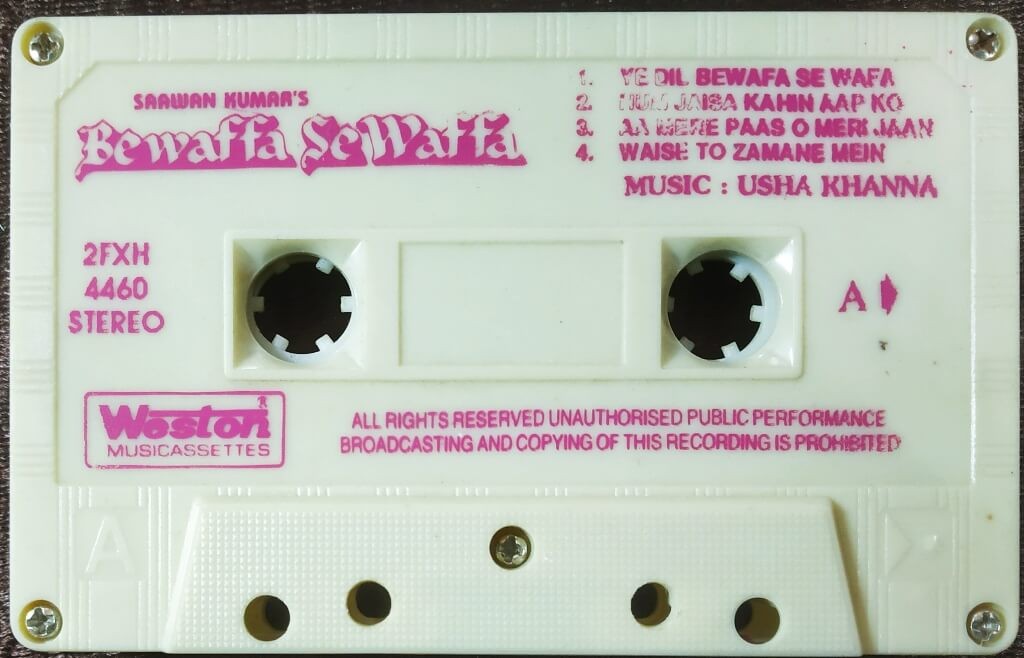 SAAWAN KUMAR'S
Bewaffa Se Waffa
1. YE DIL BEWAFA SE WAFA
2. HUM JAISA KAHIN AAP KO
3. AA MERE PAAS O MERI JAAN
4. WAISE TO ZAMANE MEIN
MUSIC : USHA KHANNA
2FXH
4460
STEREO
A
Weston®
MUSICASSETTES
ALL RIGHTS RESERVED UNAUTHORISED PUBLIC PERFORMANCE
BROADCASTING AND COPYING OF THIS RECORDING IS PROHIBITED
A